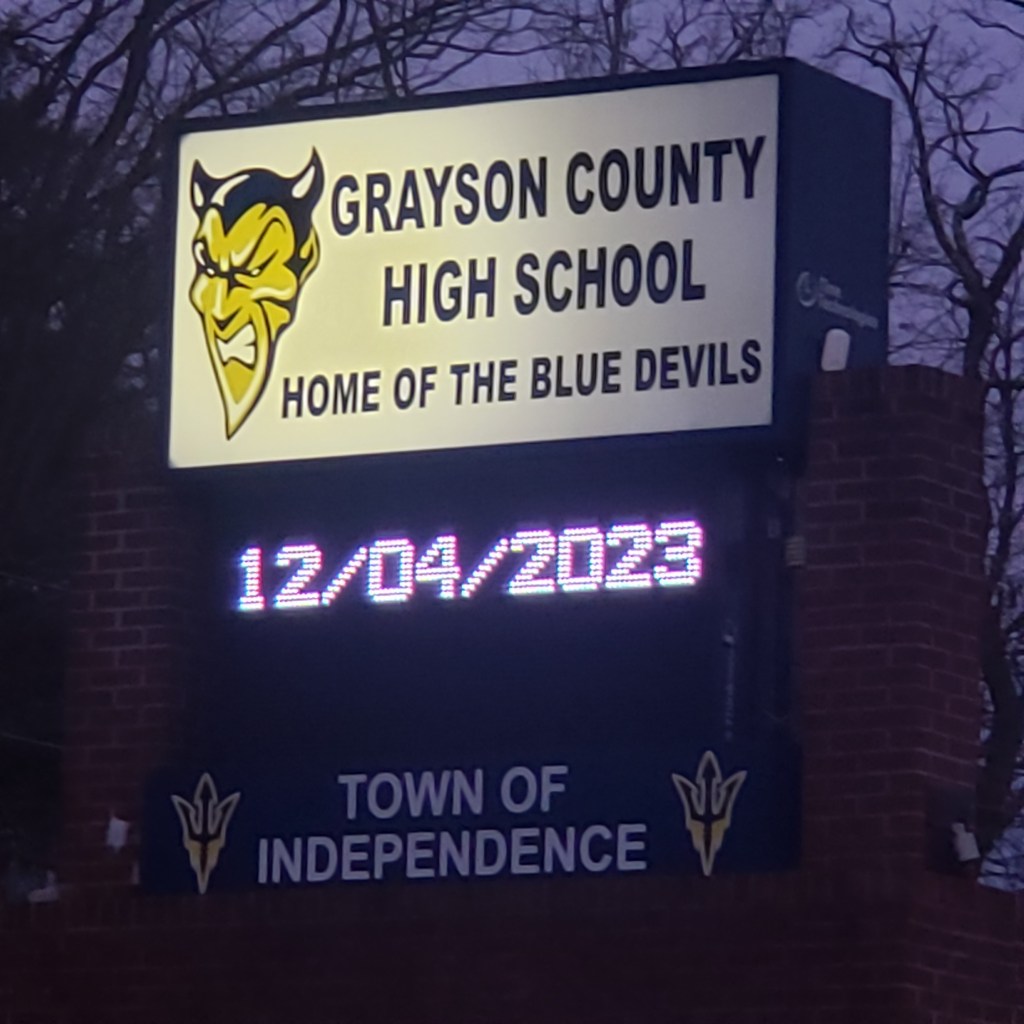 GRAYSON COUNTY
HIGH SCHOOL
HOME OF THE BLUE DEVILS
12/04/2023
TOWN OF
INDEPENDENCE